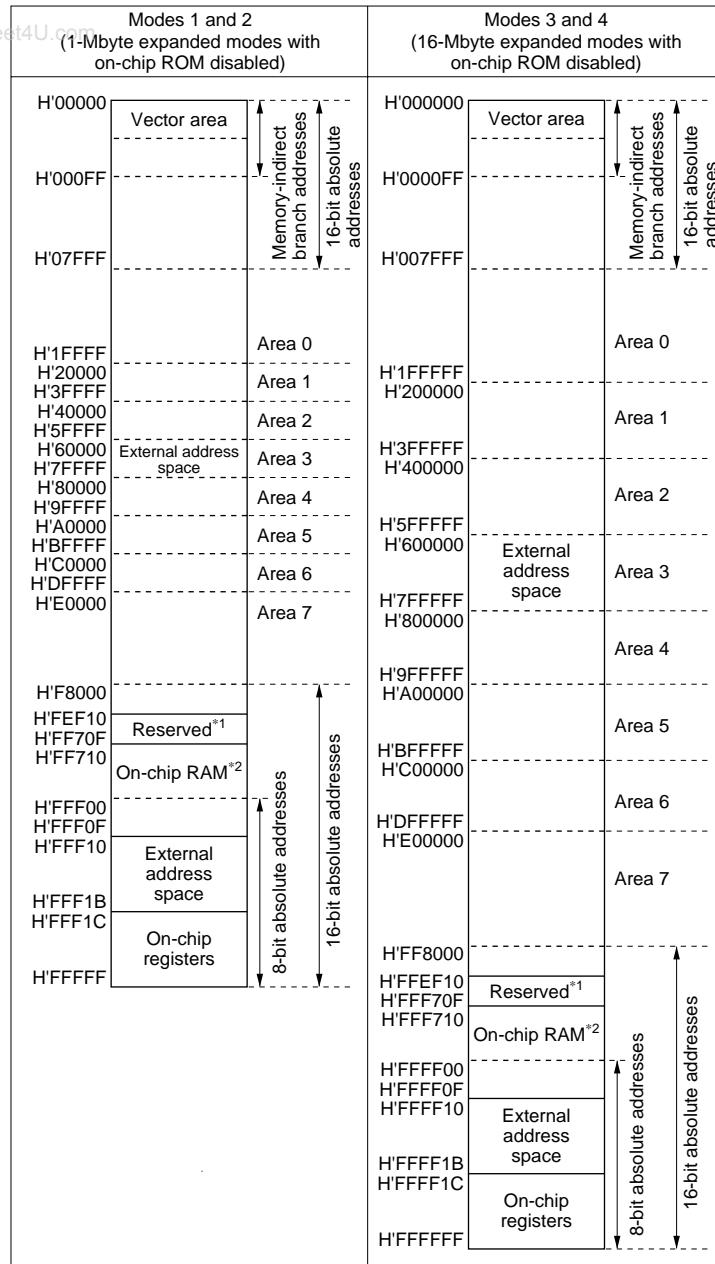 et4U.com
Modes 1 and 2
(1-Mbyte expanded modes with
on-chip ROM disabled)
H'00000
Vector area
H'000FF
H'07FFF
Memory-indirect
branch addresses
16-bit absolute
addresses
H'1FFFF
H'20000
H'3FFFF
H'40000
H'5FFFF
H'60000
H'7FFFF
H'80000
H'9FFFF
H'A0000
H'BFFFF
H'C0000
H'DFFFF
H'E0000
External address
space
Area 0
Area 1
Area 2
Area 3
Area 4
Area 5
Area 6
Area 7
H'F8000
H'FEF10
H'FF70F
H'FF710
H'FFF00
H'FFF0F
H'FFF10
H'FFF1B
H'FFF1C
H'FFFFF
Reserved*1
On-chip RAM*2
External
address
space
On-chip
registers
8-bit absolute addresses
16-bit absolute addresses
Modes 3 and 4
(16-Mbyte expanded modes with
on-chip ROM disabled)
H'000000
Vector area
H'0000FF
H'007FFF
Memory-indirect
branch addresses
16-bit absolute
addresses
H'1FFFFF
H'200000
H'3FFFFF
H'400000
H'5FFFFF
H'600000
H'7FFFFF
H'800000
H'9FFFFF
H'A00000
H'BFFFFF
H'C00000
H'DFFFFF
H'E00000
External
address
space
Area 0
Area 1
Area 2
Area 3
Area 4
Area 5
Area 6
Area 7
H'FF8000
H'FFEF10
H'FFF70F
H'FFF710
H'FFFF00
H'FFFF0F
H'FFFF10
H'FFFF1B
H'FFFF1C
H'FFFFFF
Reserved*1
On-chip RAM*2
External
address
space
On-chip
registers
8-bit absolute addresses
16-bit absolute addresses